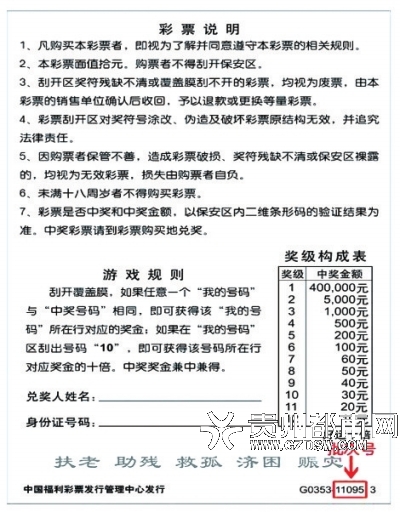 彩票说明
1、凡购买本彩票者，即视为了解并同意遵守本彩票的相关规则。
2、本彩票面值拾元。购票者不得刮开保安区。
3、刮开区奖符残缺不清或覆盖膜刮不开的彩票，均视为废票，由本
彩票的销售单位确认后收回，予以退款或更换等量彩票。
4、彩票刮开区对奖符号涂改、伪造及破坏彩票原结构无效，并追究
法律责任。
5、因购票者保管不善，造成彩票破损、奖符残缺不清或保安区裸露
的，均视为无效彩票，损失由购票者自负。
6、未满十八周岁者不得购买彩票。
7、彩票是否中奖和中奖金额，以保安区内二维条形码的验证结果为
准。中奖彩票请到彩票购买地兑奖。
游戏规则
刮开覆盖膜，如果任意一个“我的号码”
与“中奖号码”相同，即可获得该“我的号
码”所在行对应的奖金；如果在“我的号码”
区刮出号码“10”，即可获得该号码所在行
对应奖金的十倍。中奖奖金兼中兼得。
兑奖人姓名：
身份证号码：
奖级构成表
奖级 中奖金额
1 400,000元
2 5,000元
3 1,000元
4 500元
5 200元
6 100元
7 60元
8 50元
9 40元
10 30元
11 20元
贵州都市网
批次号
扶老 助残 救孤 济困 赈灾
中国福利彩票发行管理中心发行
G0353-11095 3